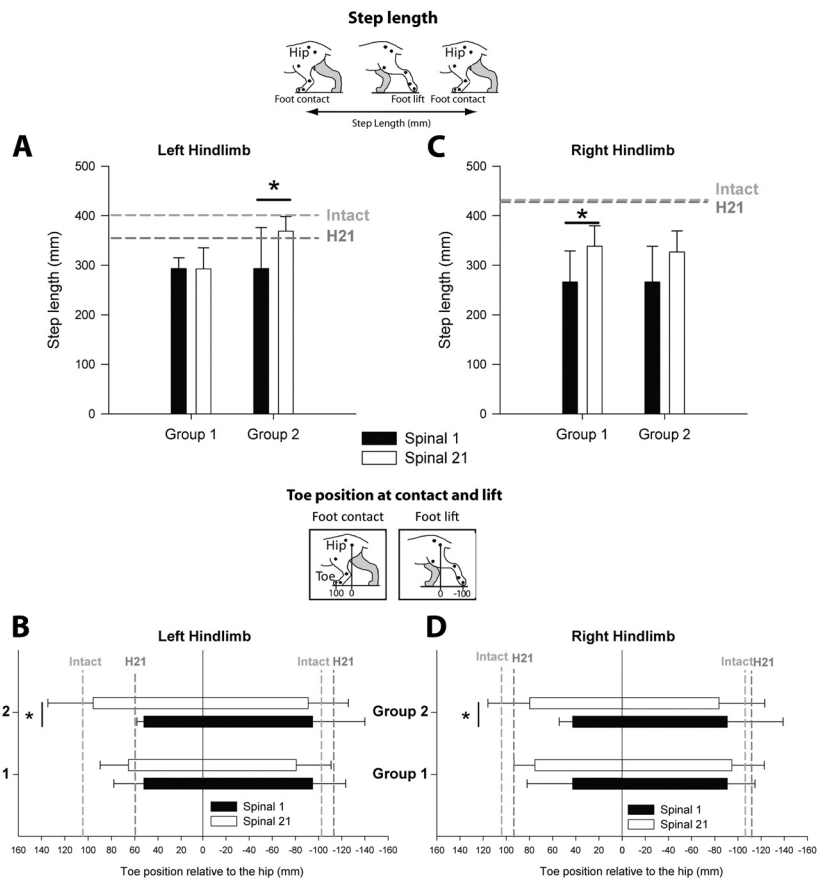 Step length
Hip
Hip
Foot contact
Foot lift
Foot contact
Step Length (mm)
A
Left Hindlimb
500
400
300
200
100
0
Step length (mm)
*
Intact
H21
Group 1
Group 2
C
Right Hindlimb
500
400
300
200
100
0
Step length (mm)
*
Intact
H21
Group 1
Group 2
Spinal 1
Spinal 21
Toe position at contact and lift
Foot contact
Foot lift
Hip
Toe
100 0
0 -100
B
Left Hindlimb
Intact
H21
Intact
H21
2
*
1
Spinal 1
Spinal 21
160 140 120 100 80 60 40 20 0 -20 -40 -60 -80 -100 -120 -140 -160
Toe position relative to the hip (mm)
D
Right Hindlimb
Intact
H21
Intact
H21
Group 2
*
Group 1
Spinal 1
Spinal 21
160 140 120 100 80 60 40 20 0 -20 -40 -60 -80 -100 -120 -140 -160
Toe position relative to the hip (mm)